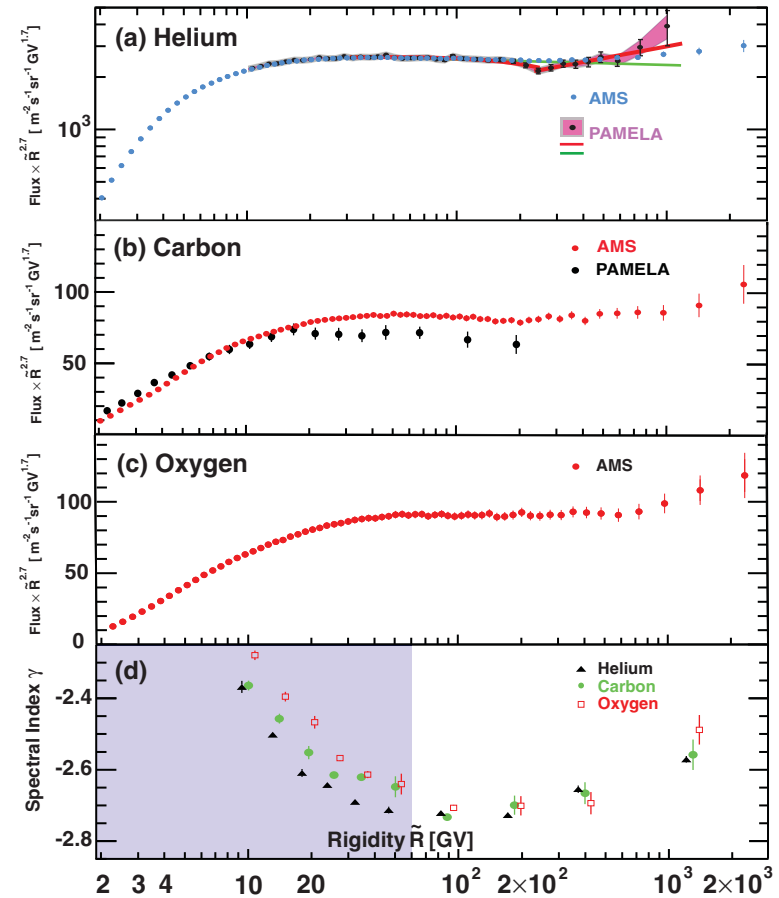 (a) Helium
Flux × R̃^2.7 [ m^-2 s^-1 sr^-1 GV^1.7 ]
10^3
AMS
PAMELA
(b) Carbon
Flux × R̃^2.7 [ m^-2 s^-1 sr^-1 GV^1.7 ]
100
50
AMS
PAMELA
(c) Oxygen
Flux × R̃^2.7 [ m^-2 s^-1 sr^-1 GV^1.7 ]
100
50
0
AMS
(d)
Spectral Index γ
-2.4
-2.6
-2.8
Helium
Carbon
Oxygen
Rigidity R̃ [GV]
2 3 4 10 20 10^2 2×10^2 10^3 2×10^3